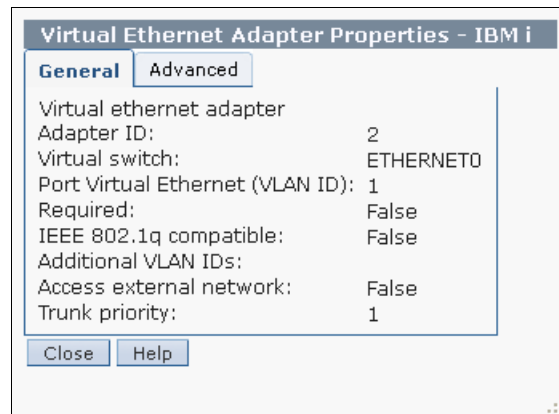 Virtual Ethernet Adapter Properties - IBM i
General Advanced
Virtual ethernet adapter
Adapter ID: 2
Virtual switch: ETHERNET0
Port Virtual Ethernet (VLAN ID): 1
Required: False
IEEE 802.1q compatible: False
Additional VLAN IDs:
Access external network: False
Trunk priority: 1
Close Help